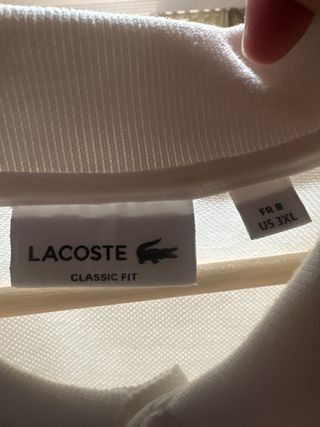 LACOSTE
CLASSIC FIT
FR 8
US 3XL